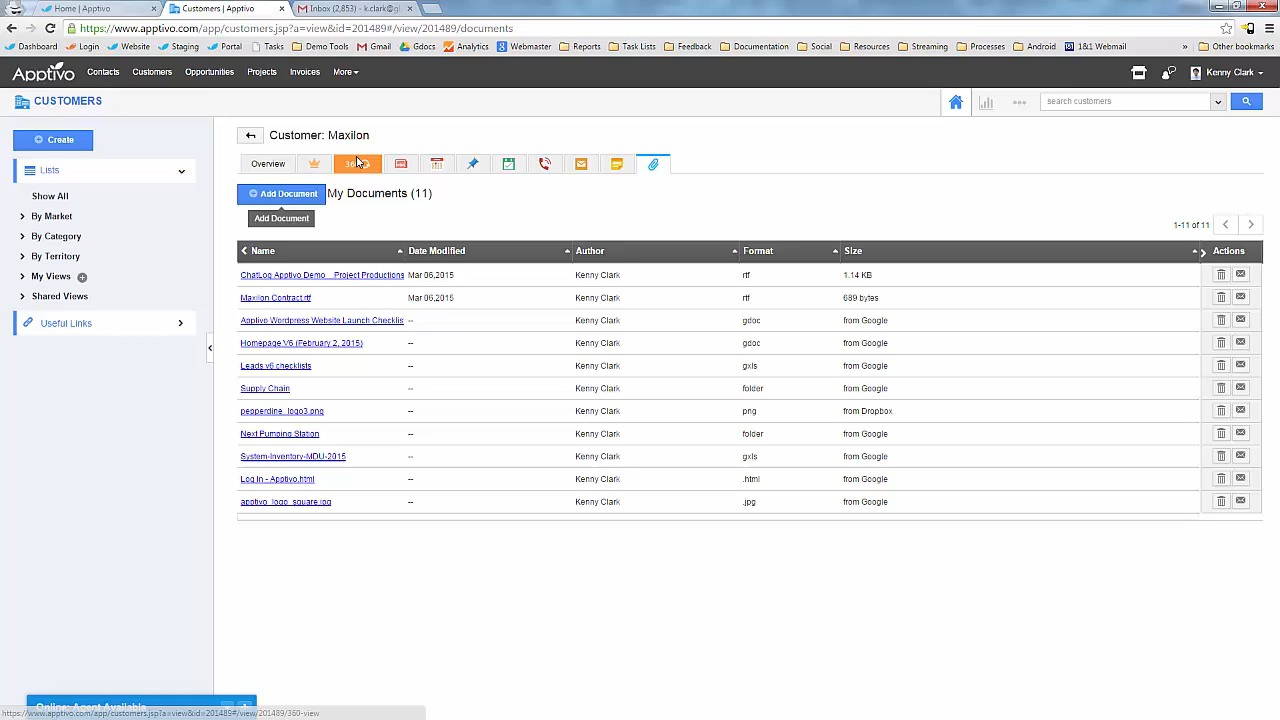 Home | Apptivo
Customers | Apptivo
Inbox (2,853) - k.clark@gl
https://www.apptivo.com/app/customers.jsp?a=view&id=201489#/view/201489/documents
Dashboard Login Website Staging Portal Tasks Demo Tools Gmail Gdocs Analytics Webmaster Reports Task Lists Feedback Documentation Social Resources Streaming Processes Android 1&1 Webmail » Other bookmarks
Apptivo Contacts Customers Opportunities Projects Invoices More Kenny Clark
CUSTOMERS
search customers
Create
Customer: Maxilon
Overview
Lists
Show All
By Market
By Category
By Territory
My Views
Shared Views
Useful Links
Add Document My Documents (11)
Add Document
1-11 of 11
Name Date Modified Author Format Size Actions
ChatLog Apptivo Demo _ Project Productions Mar 06,2015 Kenny Clark rtf 1.14 KB
Maxilon Contract.rtf Mar 06,2015 Kenny Clark rtf 689 bytes
Apptivo Wordpress Website Launch Checklis -- Kenny Clark gdoc from Google
Homepage V6 (February 2, 2015) -- Kenny Clark gdoc from Google
Leads v6 checklists -- Kenny Clark gxls from Google
Supply Chain -- Kenny Clark folder from Google
pepperdine_logo3.png -- Kenny Clark png from Dropbox
Next Pumping Station -- Kenny Clark folder from Google
System-Inventory-MDU-2015 -- Kenny Clark gxls from Google
Log In - Apptivo.html -- Kenny Clark .html from Google
apptivo_logo_square.jpg -- Kenny Clark .jpg from Google
Online: Agent Available
https://www.apptivo.com/app/customers.jsp?a=view&id=201489#/view/201489/360-view